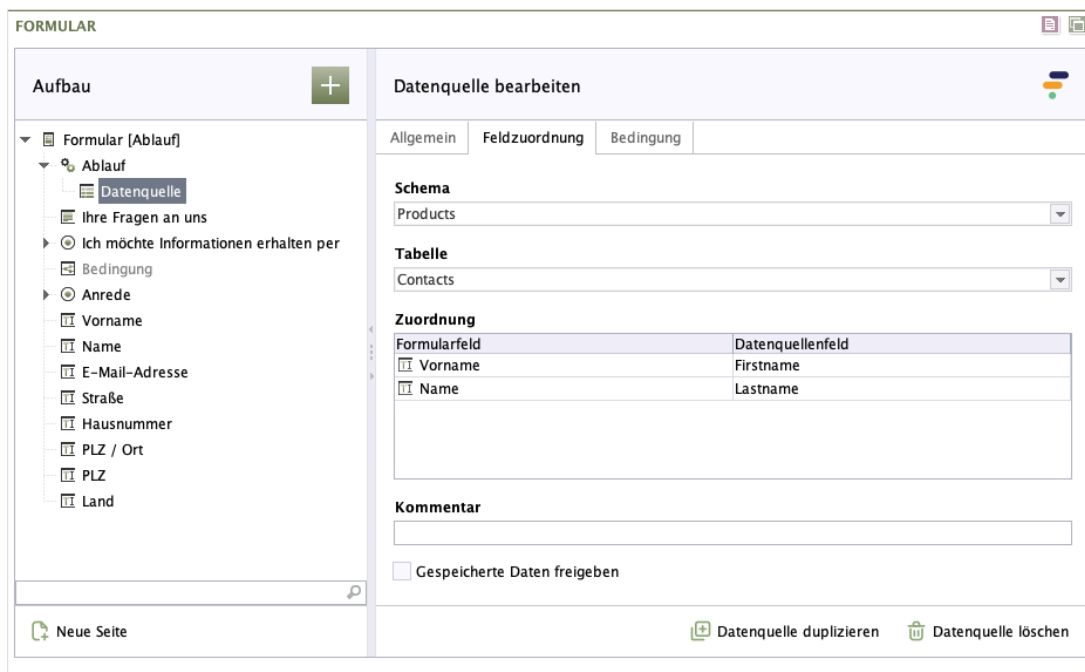 FORMULAR
Aufbau
Formular [Ablauf]
Ablauf
Datenquelle
Ihre Fragen an uns
Ich möchte Informationen erhalten per
Bedingung
Anrede
Vorname
Name
E-Mail-Adresse
Straße
Hausnummer
PLZ / Ort
PLZ
Land
Neue Seite
Datenquelle bearbeiten
Allgemein Feldzuordnung Bedingung
Schema
Products
Tabelle
Contacts
Zuordnung
Formularfeld Datenquellenfeld
Vorname Firstname
Name Lastname
Kommentar
Gespeicherte Daten freigeben
Datenquelle duplizieren Datenquelle löschen